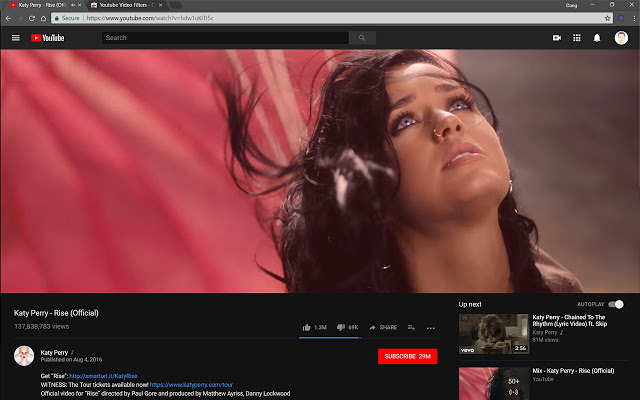 Katy Perry - Rise (Off
Youtube Video Filters - C
Dang
Secure
https://www.youtube.com/watch?v=hdw1uKiTI5c
YouTube
Search
Katy Perry - Rise (Official)
137,838,783 views
1.3M
69K
SHARE
Katy Perry ♪
Published on Aug 4, 2016
SUBSCRIBE 29M
Get "Rise": http://smarturl.it/KatyRise
WITNESS: The Tour tickets available now! https://www.katyperry.com/tour
Official video for "Rise" directed by Paul Gore and produced by Matthew Ayriss, Danny Lockwood
Up next
AUTOPLAY
vevo
3:56
Katy Perry - Chained To The
Rhythm (Lyric Video) ft. Skip
Katy Perry ♪
81M views
50+
Mix - Katy Perry - Rise (Official)
YouTube